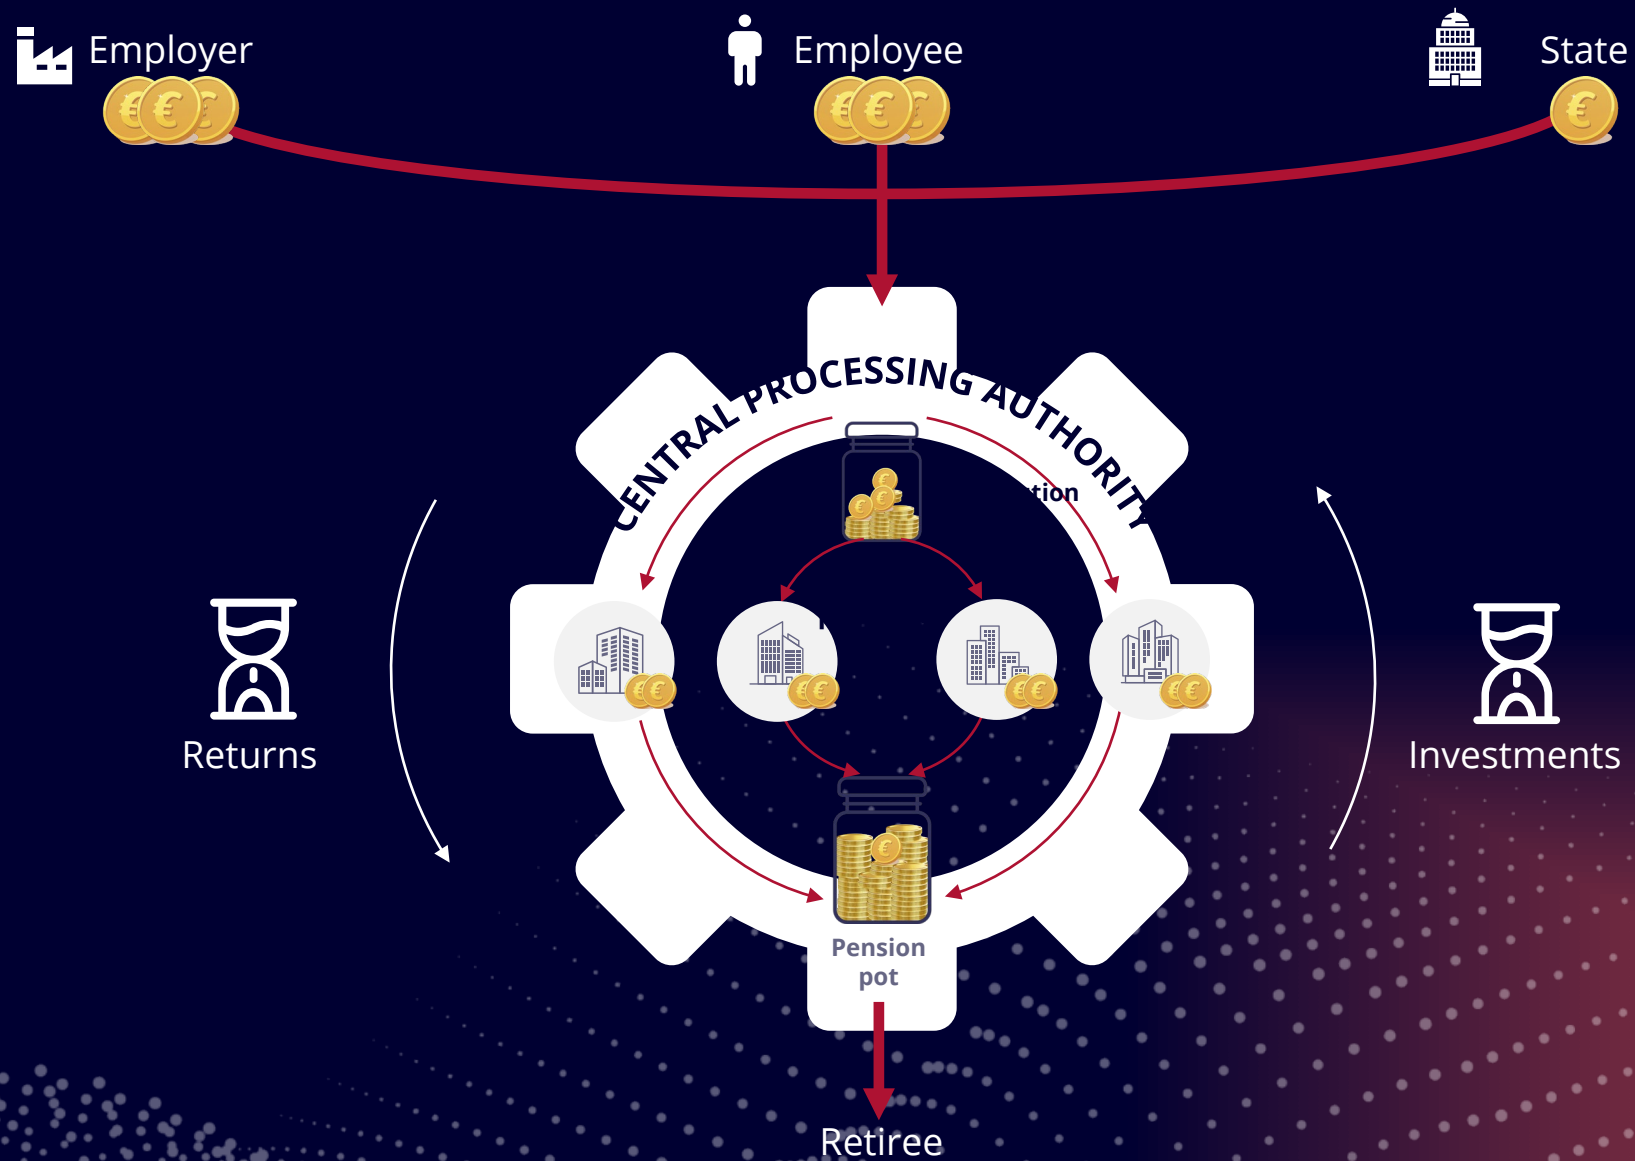 Employer
Employee
State
CENTRAL PROCESSING AUTHORITY
Returns
Investments
Pension
pot
Retiree